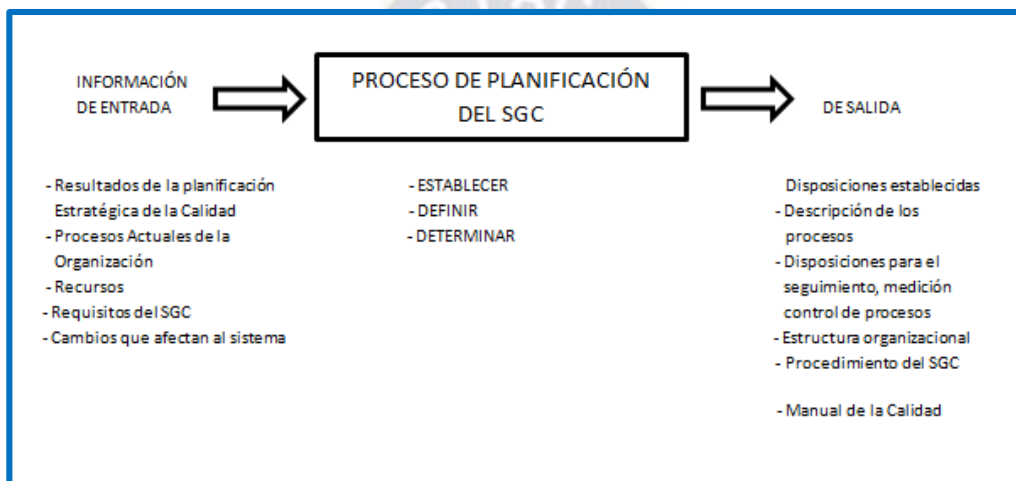 INFORMACIÓN
DE ENTRADA
PROCESO DE PLANIFICACIÓN
DEL SGC
DE SALIDA
- Resultados de la planificación
Estratégica de la Calidad
- Procesos Actuales de la
Organización
- Recursos
- Requisitos del SGC
- Cambios que afectan al sistema
- ESTABLECER
- DEFINIR
- DETERMINAR
Disposiciones establecidas
- Descripción de los
procesos
- Disposiciones para el
seguimiento, medición
control de procesos
- Estructura organizacional
- Procedimiento del SGC
- Manual de la Calidad